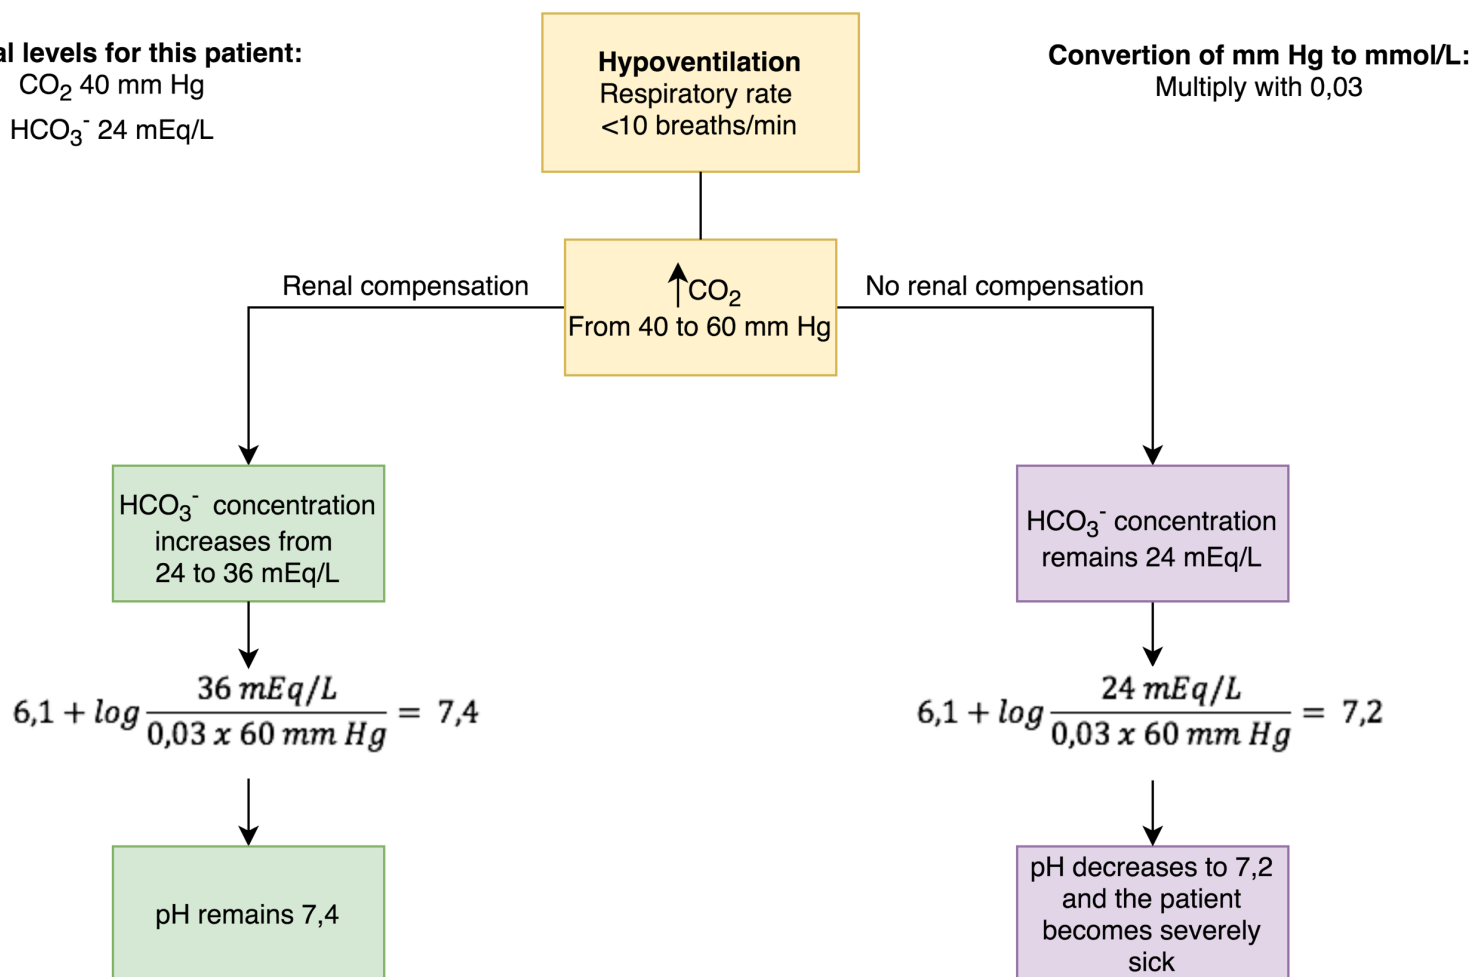 al levels for this patient:
CO₂ 40 mm Hg
HCO₃⁻ 24 mEq/L
Hypoventilation
Respiratory rate
<10 breaths/min
Convertion of mm Hg to mmol/L:
Multiply with 0,03
Renal compensation
↑CO₂
From 40 to 60 mm Hg
No renal compensation
HCO₃⁻ concentration
increases from
24 to 36 mEq/L
HCO₃⁻ concentration
remains 24 mEq/L
6,1 + log 36 mEq/L / 0,03 x 60 mm Hg = 7,4
6,1 + log 24 mEq/L / 0,03 x 60 mm Hg = 7,2
pH remains 7,4
pH decreases to 7,2
and the patient
becomes severely
sick